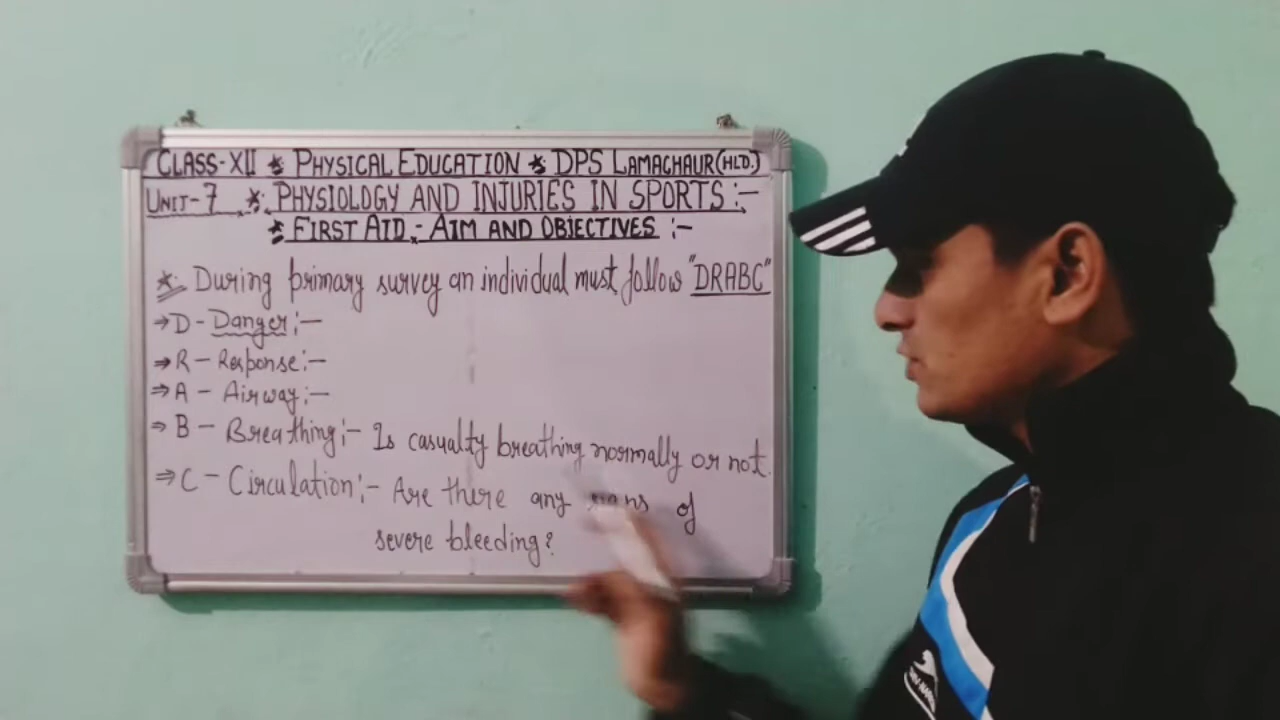 CLASS-XII * PHYSICAL EDUCATION * DPS LAMACHAUR (HLD.)
UNIT-7 *: PHYSIOLOGY AND INJURIES IN SPORTS :-
* FIRST AID - AIM AND OBJECTIVES :-
* During primary survey an individual must follow "DRABC"
→ D - Danger :-
⇒ R - Response :-
⇒ A - Airway :-
⇒ B - Breathing :- Is casualty breathing normally or not.
⇒ C - Circulation :- Are there any signs of
severe bleeding?